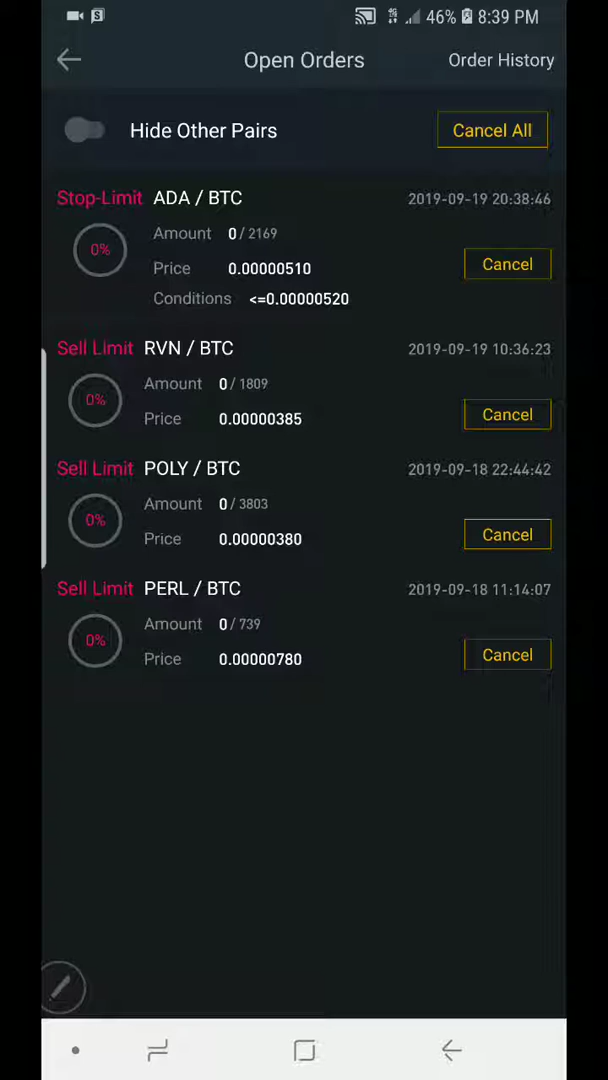 46% 8:39 PM
Open Orders Order History
Hide Other Pairs Cancel All
Stop-Limit ADA / BTC 2019-09-19 20:38:46
0% Amount 0 / 2169
Price 0.00000510 Cancel
Conditions <=0.00000520
Sell Limit RVN / BTC 2019-09-19 10:36:23
0% Amount 0 / 1809
Price 0.00000385 Cancel
Sell Limit POLY / BTC 2019-09-18 22:44:42
0% Amount 0 / 3803
Price 0.00000380 Cancel
Sell Limit PERL / BTC 2019-09-18 11:14:07
0% Amount 0 / 739
Price 0.00000780 Cancel